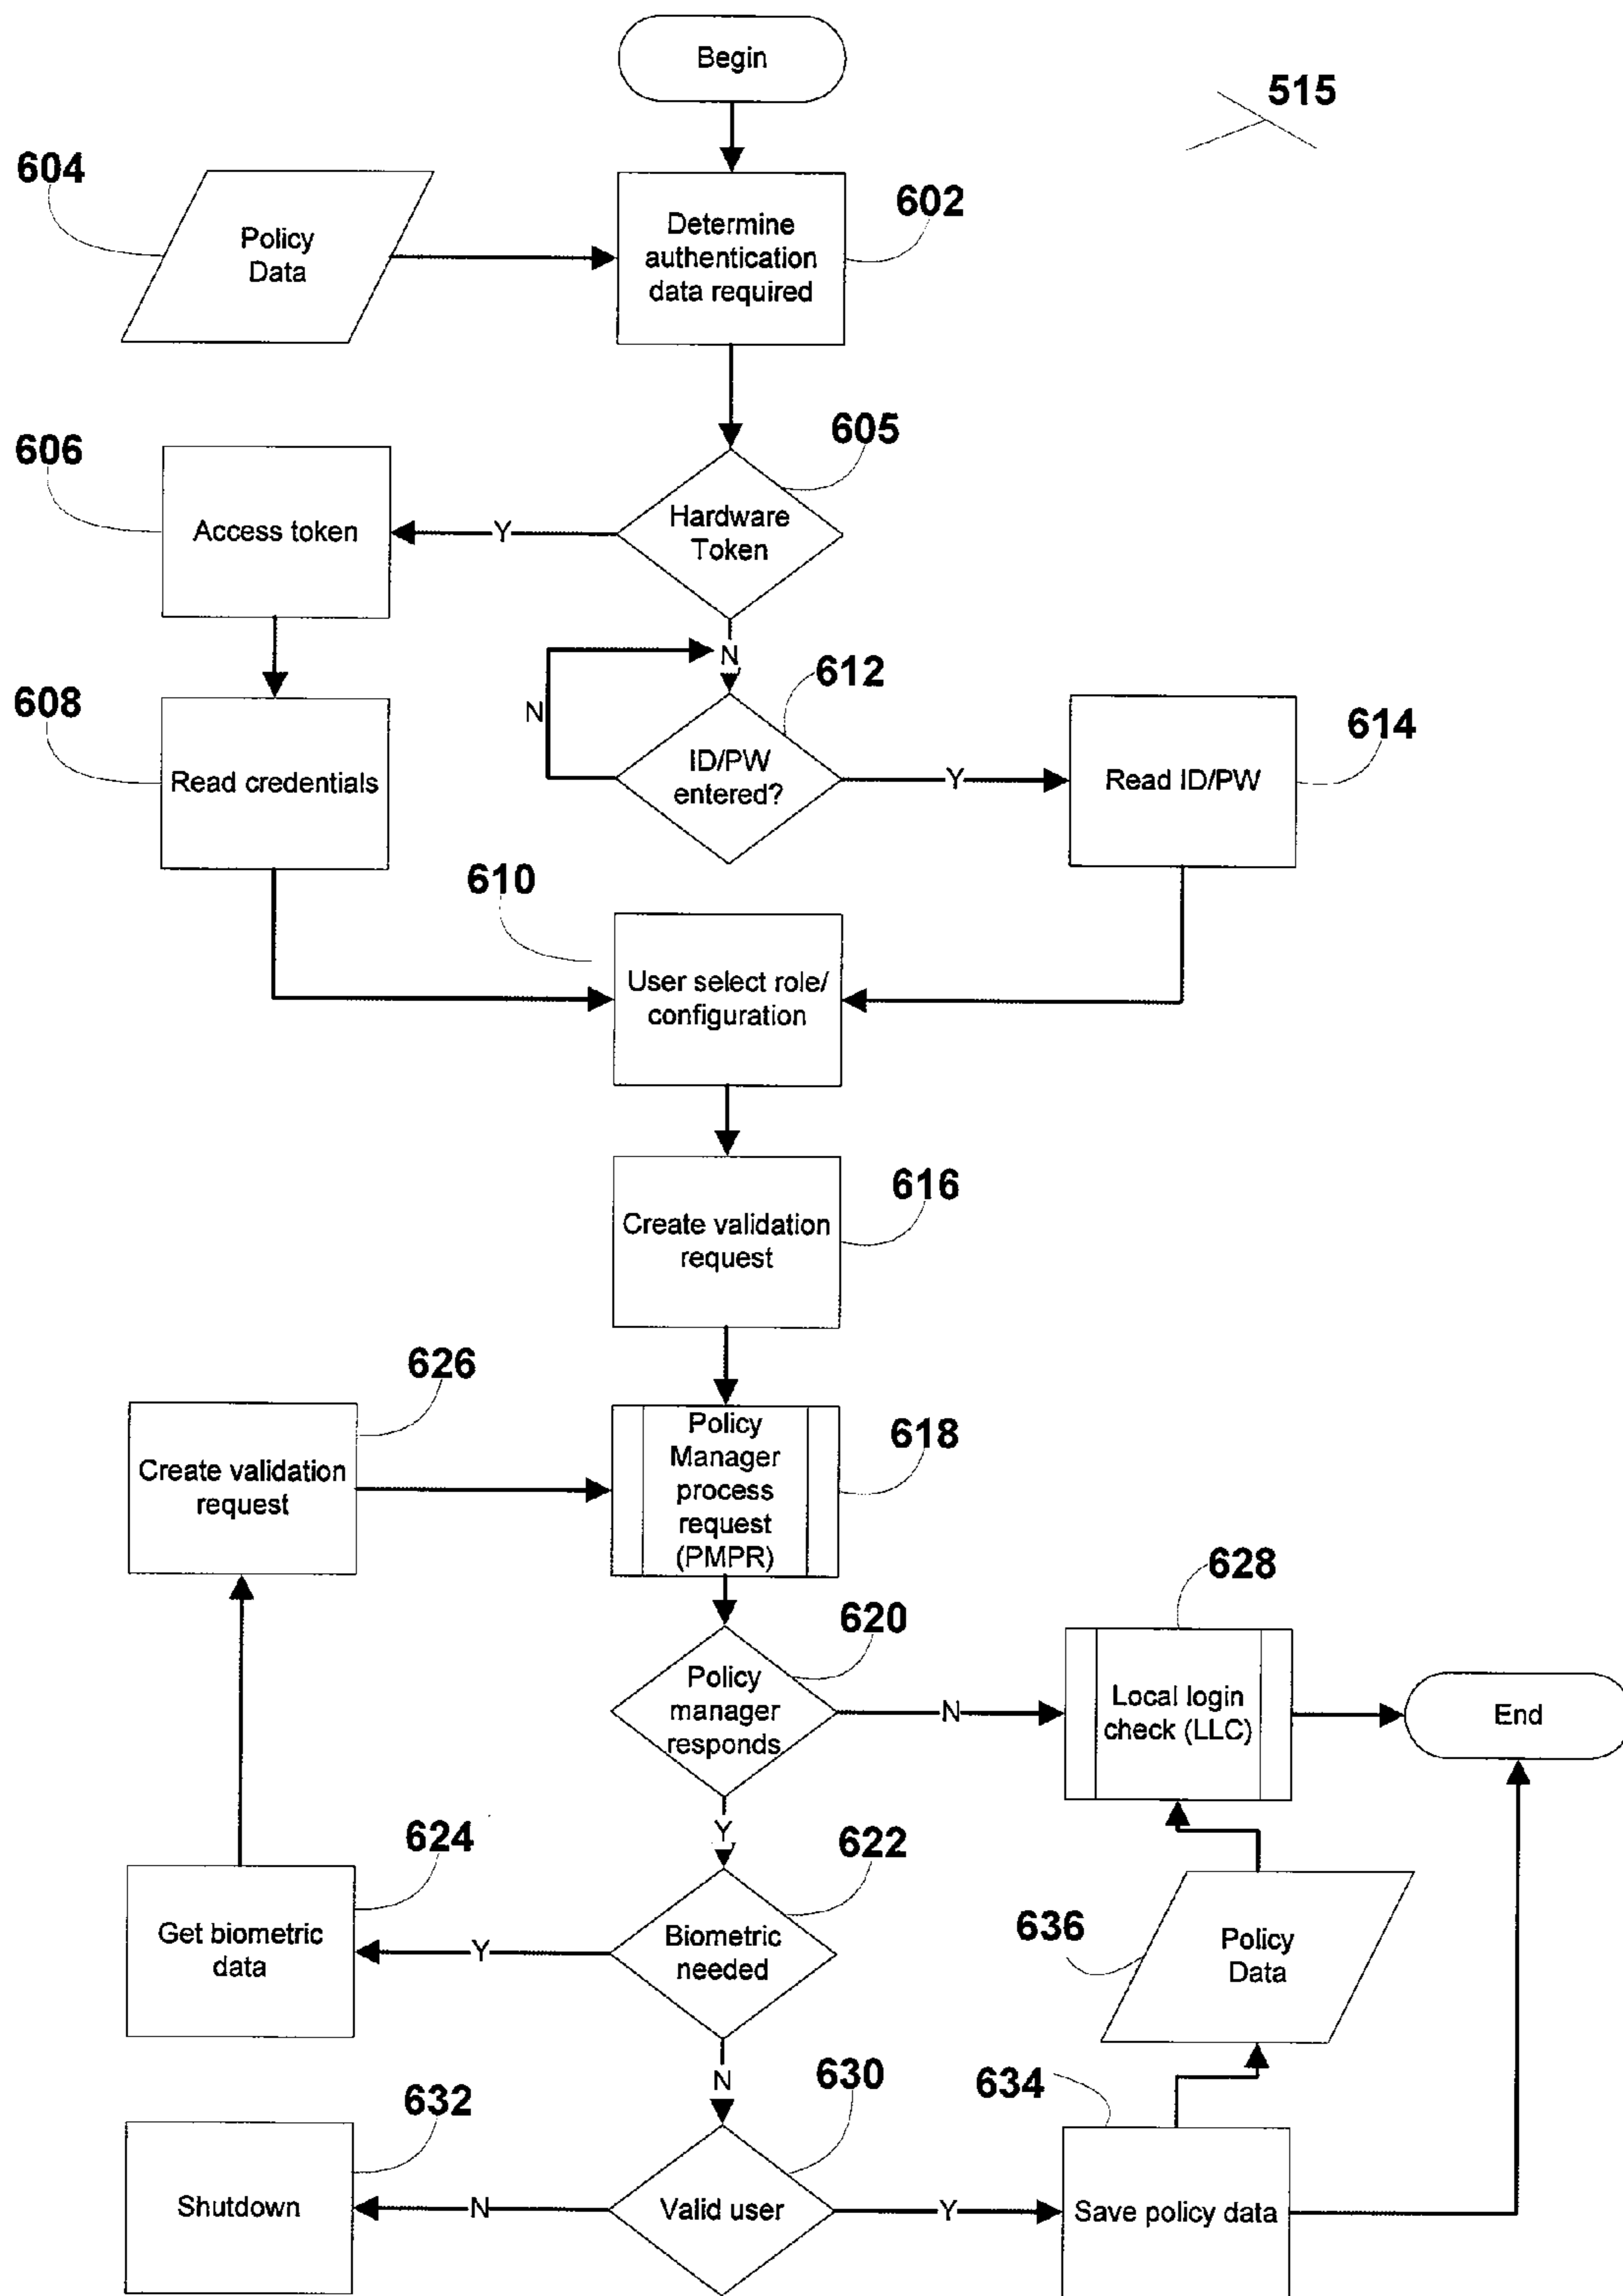 Begin
515
604
Policy
Data
602
Determine
authentication
data required
605
606
Access token
Y
Hardware
Token
N
612
608
Read credentials
N
ID/PW
entered?
Y
614
Read ID/PW
610
User select role/
configuration
616
Create validation
request
626
Create validation
request
618
Policy
Manager
process
request
(PMPR)
628
620
Policy
manager
responds
N
Local login
check (LLC)
End
Y
624
622
Get biometric
data
Y
Biometric
needed
636
Policy
Data
N
630
634
632
Shutdown
N
Valid user
Y
Save policy data